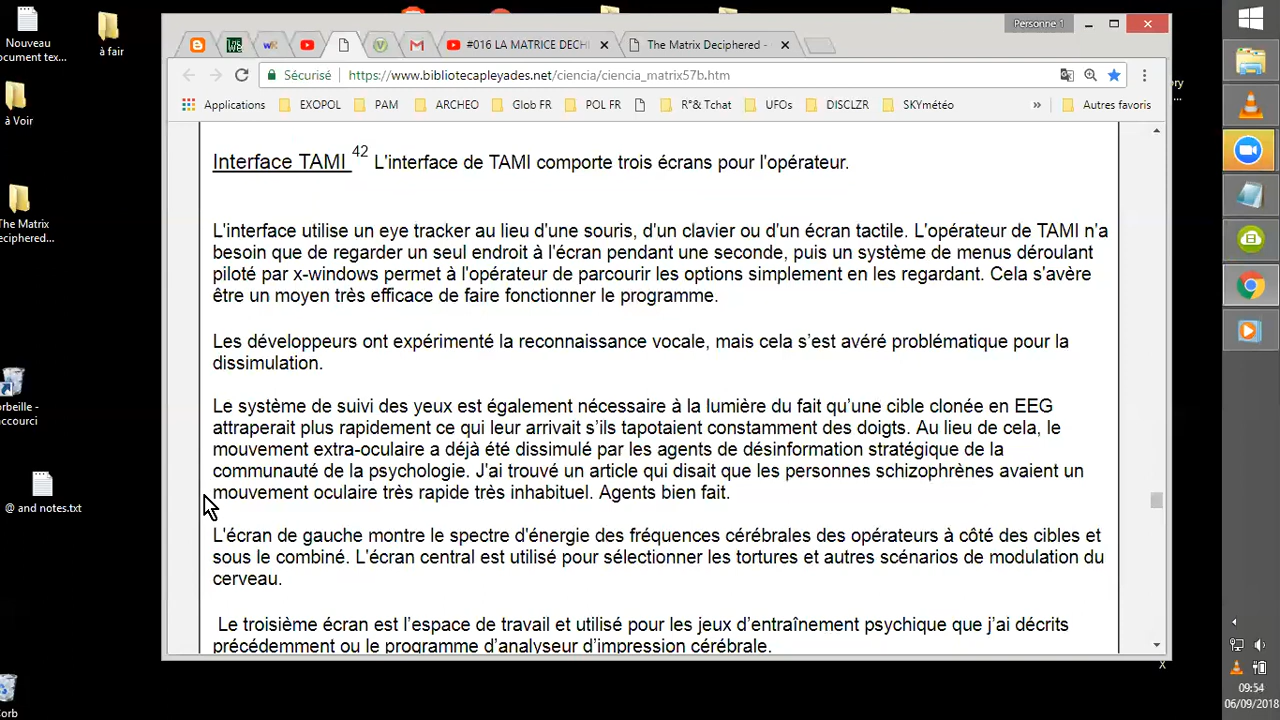 Nouveau
ocument tex...
à fair
à Voir
The Matrix
eciphered...
orbeille -
accourci
@ and notes.txt
Corb
Personne 1
#016 LA MATRICE DECH
The Matrix Deciphered -
Sécurisé
https://www.bibliotecapleyades.net/ciencia/ciencia_matrix57b.htm
Applications
EXOPOL
PAM
ARCHEO
Glob FR
POL FR
R°& Tchat
UFOs
DISCLZR
SKYmétéo
»
Autres favoris
Interface TAMI 42 L'interface de TAMI comporte trois écrans pour l'opérateur.
L'interface utilise un eye tracker au lieu d'une souris, d'un clavier ou d'un écran tactile. L'opérateur de TAMI n'a
besoin que de regarder un seul endroit à l'écran pendant une seconde, puis un système de menus déroulant
piloté par x-windows permet à l'opérateur de parcourir les options simplement en les regardant. Cela s'avère
être un moyen très efficace de faire fonctionner le programme.
Les développeurs ont expérimenté la reconnaissance vocale, mais cela s’est avéré problématique pour la
dissimulation.
Le système de suivi des yeux est également nécessaire à la lumière du fait qu’une cible clonée en EEG
attraperait plus rapidement ce qui leur arrivait s’ils tapotaient constamment des doigts. Au lieu de cela, le
mouvement extra-oculaire a déjà été dissimulé par les agents de désinformation stratégique de la
communauté de la psychologie. J'ai trouvé un article qui disait que les personnes schizophrènes avaient un
mouvement oculaire très rapide très inhabituel. Agents bien fait.
L'écran de gauche montre le spectre d'énergie des fréquences cérébrales des opérateurs à côté des cibles et
sous le combiné. L'écran central est utilisé pour sélectionner les tortures et autres scénarios de modulation du
cerveau.
Le troisième écran est l’espace de travail et utilisé pour les jeux d’entraînement psychique que j’ai décrits
précédemment ou le programme d’analyseur d’impression cérébrale.
ry
...
x
09:54
06/09/2018